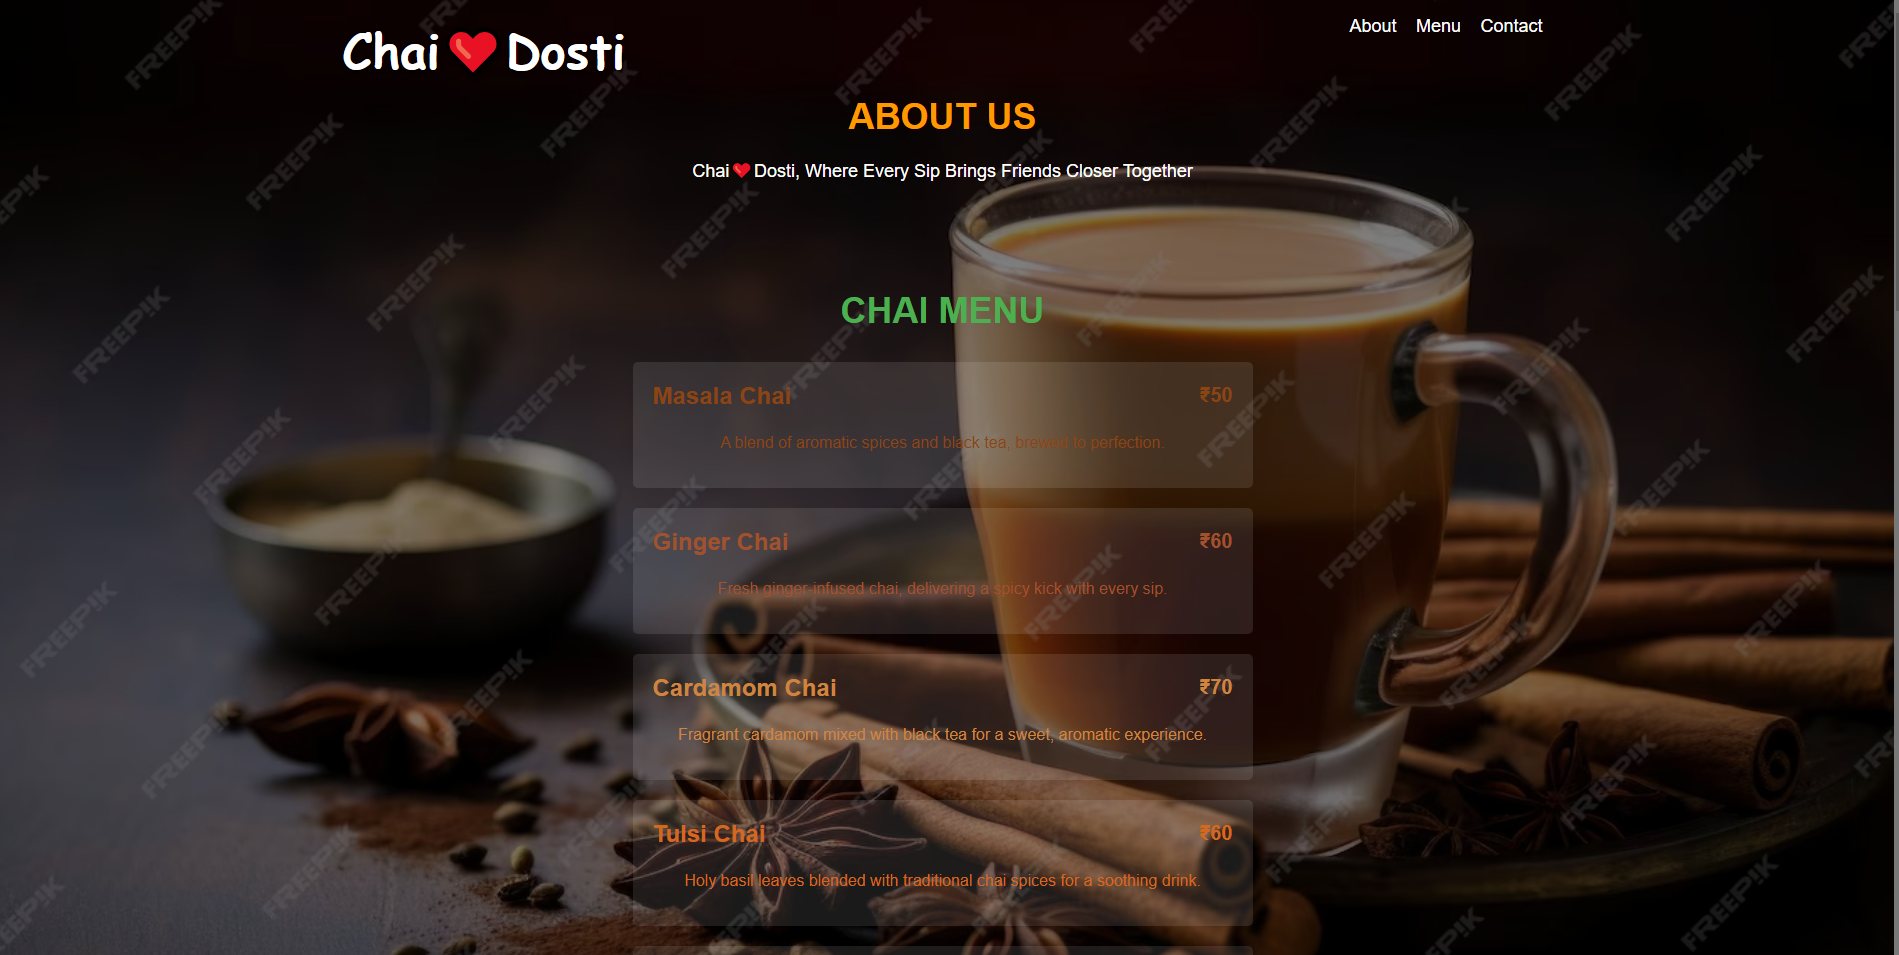 Chai❤️Dosti
About Menu Contact
ABOUT US
Chai❤️Dosti, Where Every Sip Brings Friends Closer Together
CHAI MENU
Masala Chai ₹50
A blend of aromatic spices and black tea, brewed to perfection.
Ginger Chai ₹60
Fresh ginger-infused chai, delivering a spicy kick with every sip.
Cardamom Chai ₹70
Fragrant cardamom mixed with black tea for a sweet, aromatic experience.
Tulsi Chai ₹60
Holy basil leaves blended with traditional chai spices for a soothing drink.
FREEPIK